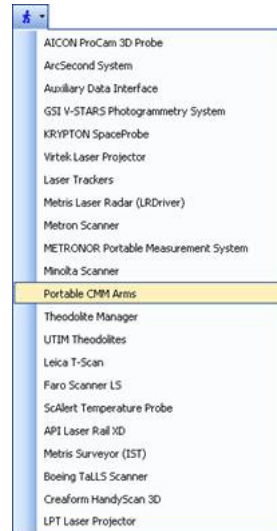 AICON ProCam 3D Probe
ArcSecond System
Auxiliary Data Interface
GSI V-STARS Photogrammetry System
KRYPTON SpaceProbe
Virtek Laser Projector
Laser Trackers
Metris Laser Radar (LRDriver)
Metron Scanner
METRONOR Portable Measurement System
Minolta Scanner
Portable CMM Arms
Theodolite Manager
UTIM Theodolites
Leica T-Scan
Faro Scanner LS
ScAlert Temperature Probe
API Laser Rail XD
Metris Surveyor (IST)
Boeing TaLLS Scanner
Creaform HandyScan 3D
LPT Laser Projector